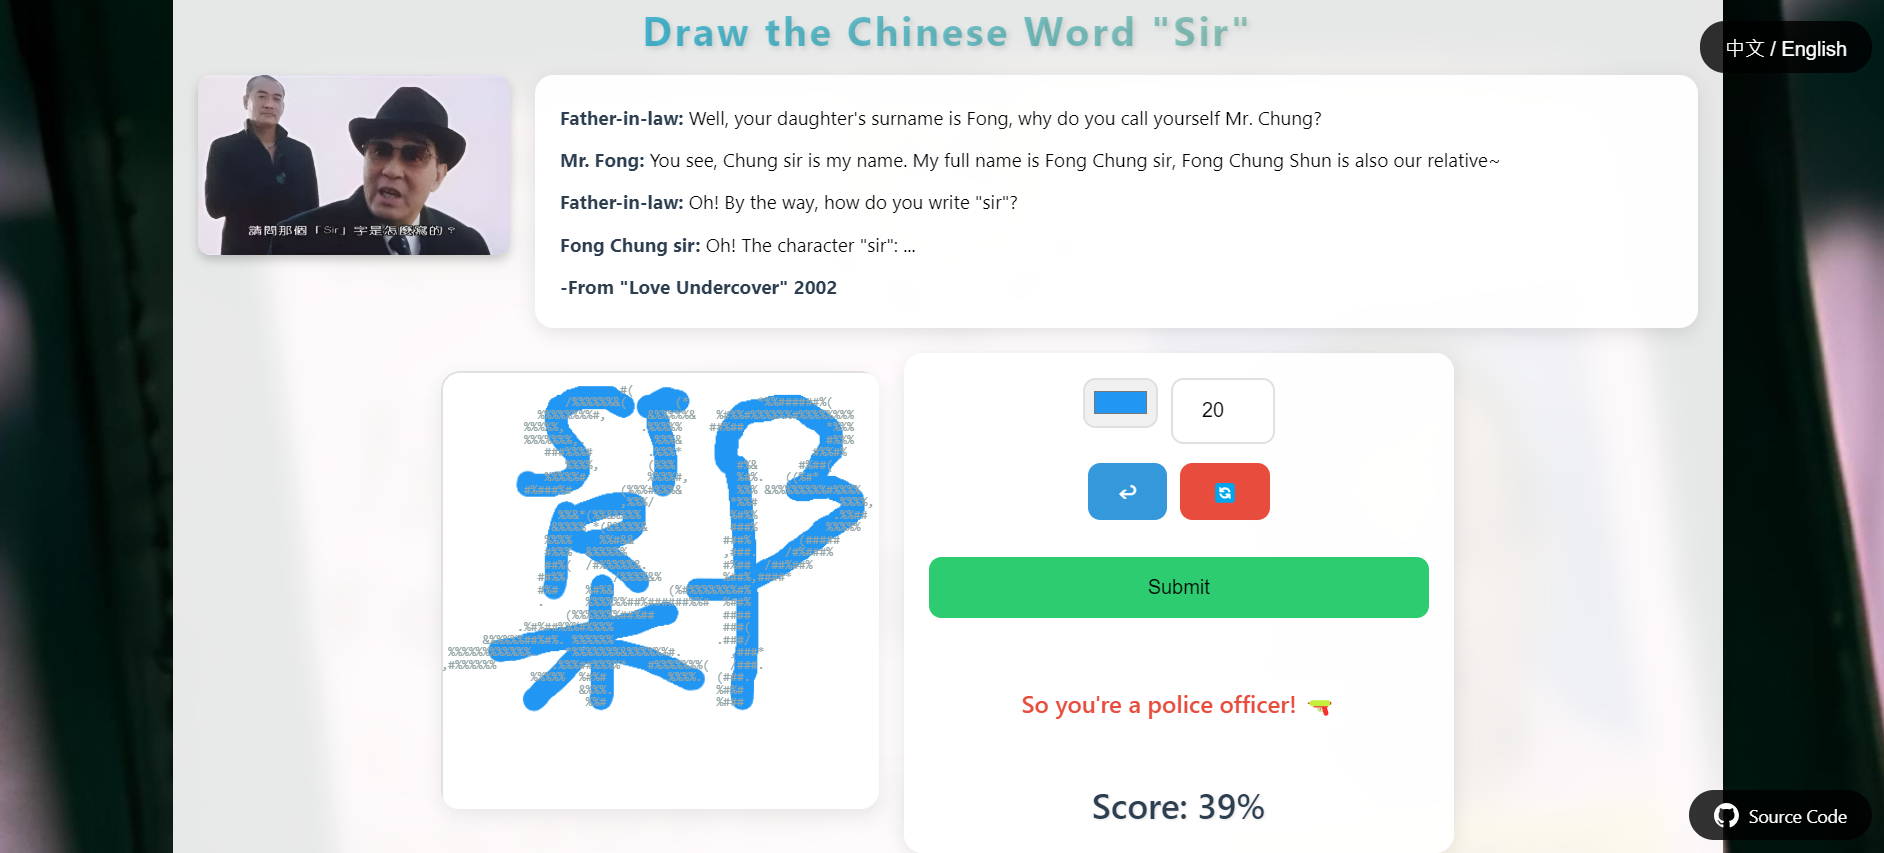 Draw the Chinese Word "Sir"
中文 / English
請問那個「Sir」字是怎麼寫的？
Father-in-law: Well, your daughter's surname is Fong, why do you call yourself Mr. Chung?
Mr. Fong: You see, Chung sir is my name. My full name is Fong Chung sir, Fong Chung Shun is also our relative~
Father-in-law: Oh! By the way, how do you write "sir"?
Fong Chung sir: Oh! The character "sir": ...
-From "Love Undercover" 2002
20
Submit
So you're a police officer!
Score: 39%
Source Code